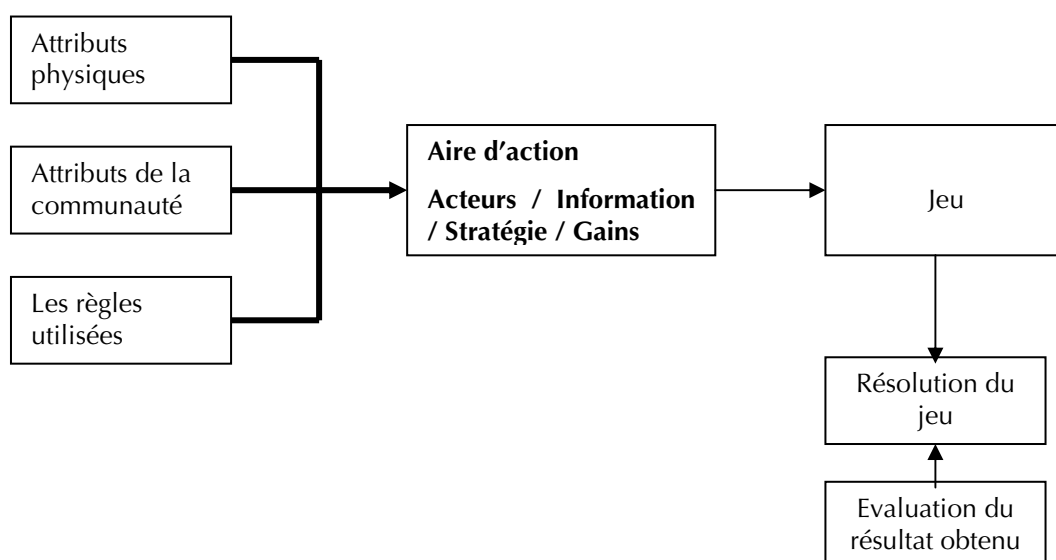 Attributs
physiques
Attributs de la
communauté
Les règles
utilisées
Aire d’action
Acteurs / Information
/ Stratégie / Gains
Jeu
Résolution du
jeu
Evaluation du
résultat obtenu